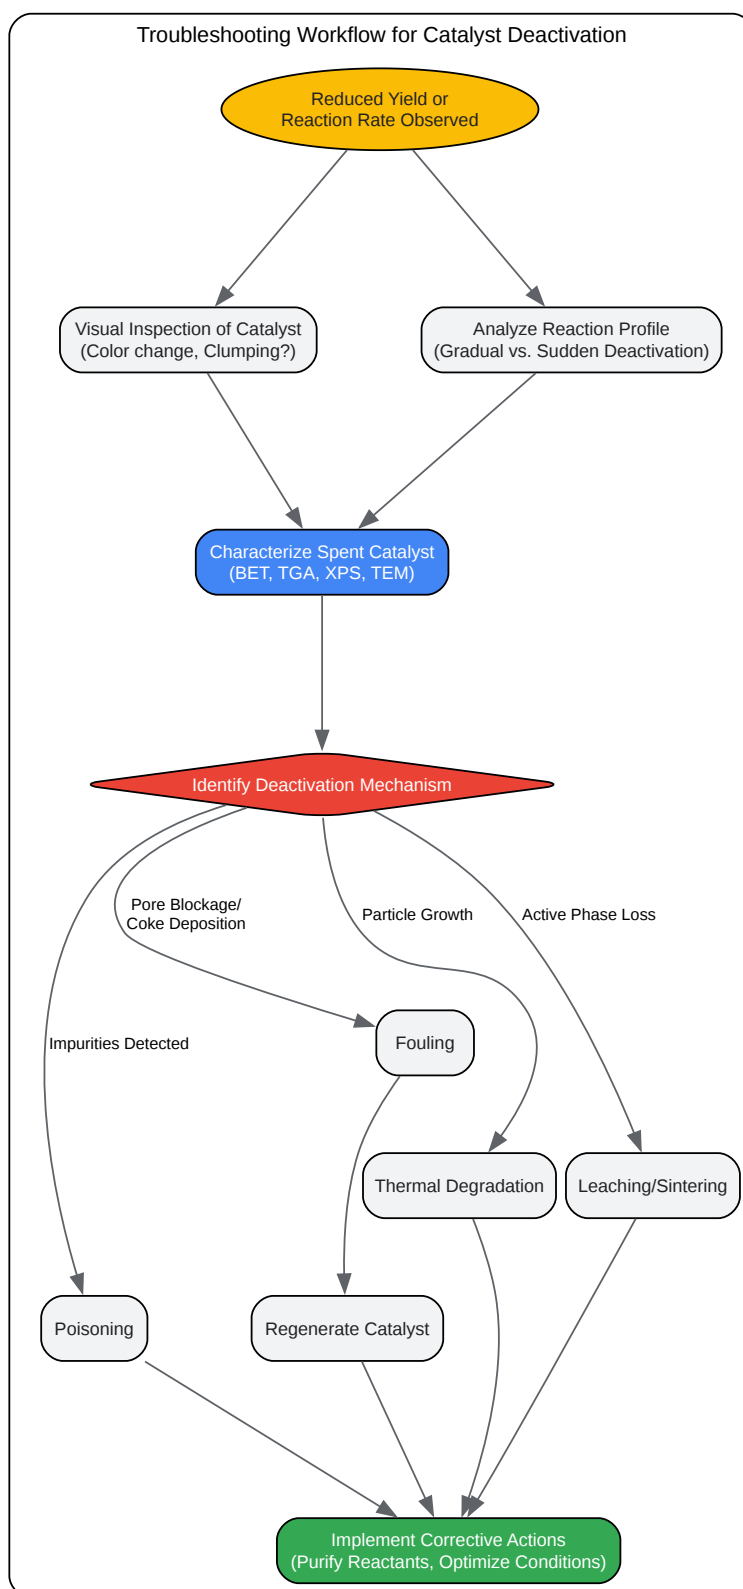 Troubleshooting Workflow for Catalyst Deactivation
Reduced Yield or
Reaction Rate Observed
Visual Inspection of Catalyst
(Color change, Clumping?)
Analyze Reaction Profile
(Gradual vs. Sudden Deactivation)
Characterize Spent Catalyst
(BET, TGA, XPS, TEM)
Identify Deactivation Mechanism
Pore Blockage/
Coke Deposition
Particle Growth
Active Phase Loss
Impurities Detected
Fouling
Thermal Degradation
Leaching/Sintering
Poisoning
Regenerate Catalyst
Implement Corrective Actions
(Purify Reactants, Optimize Conditions)